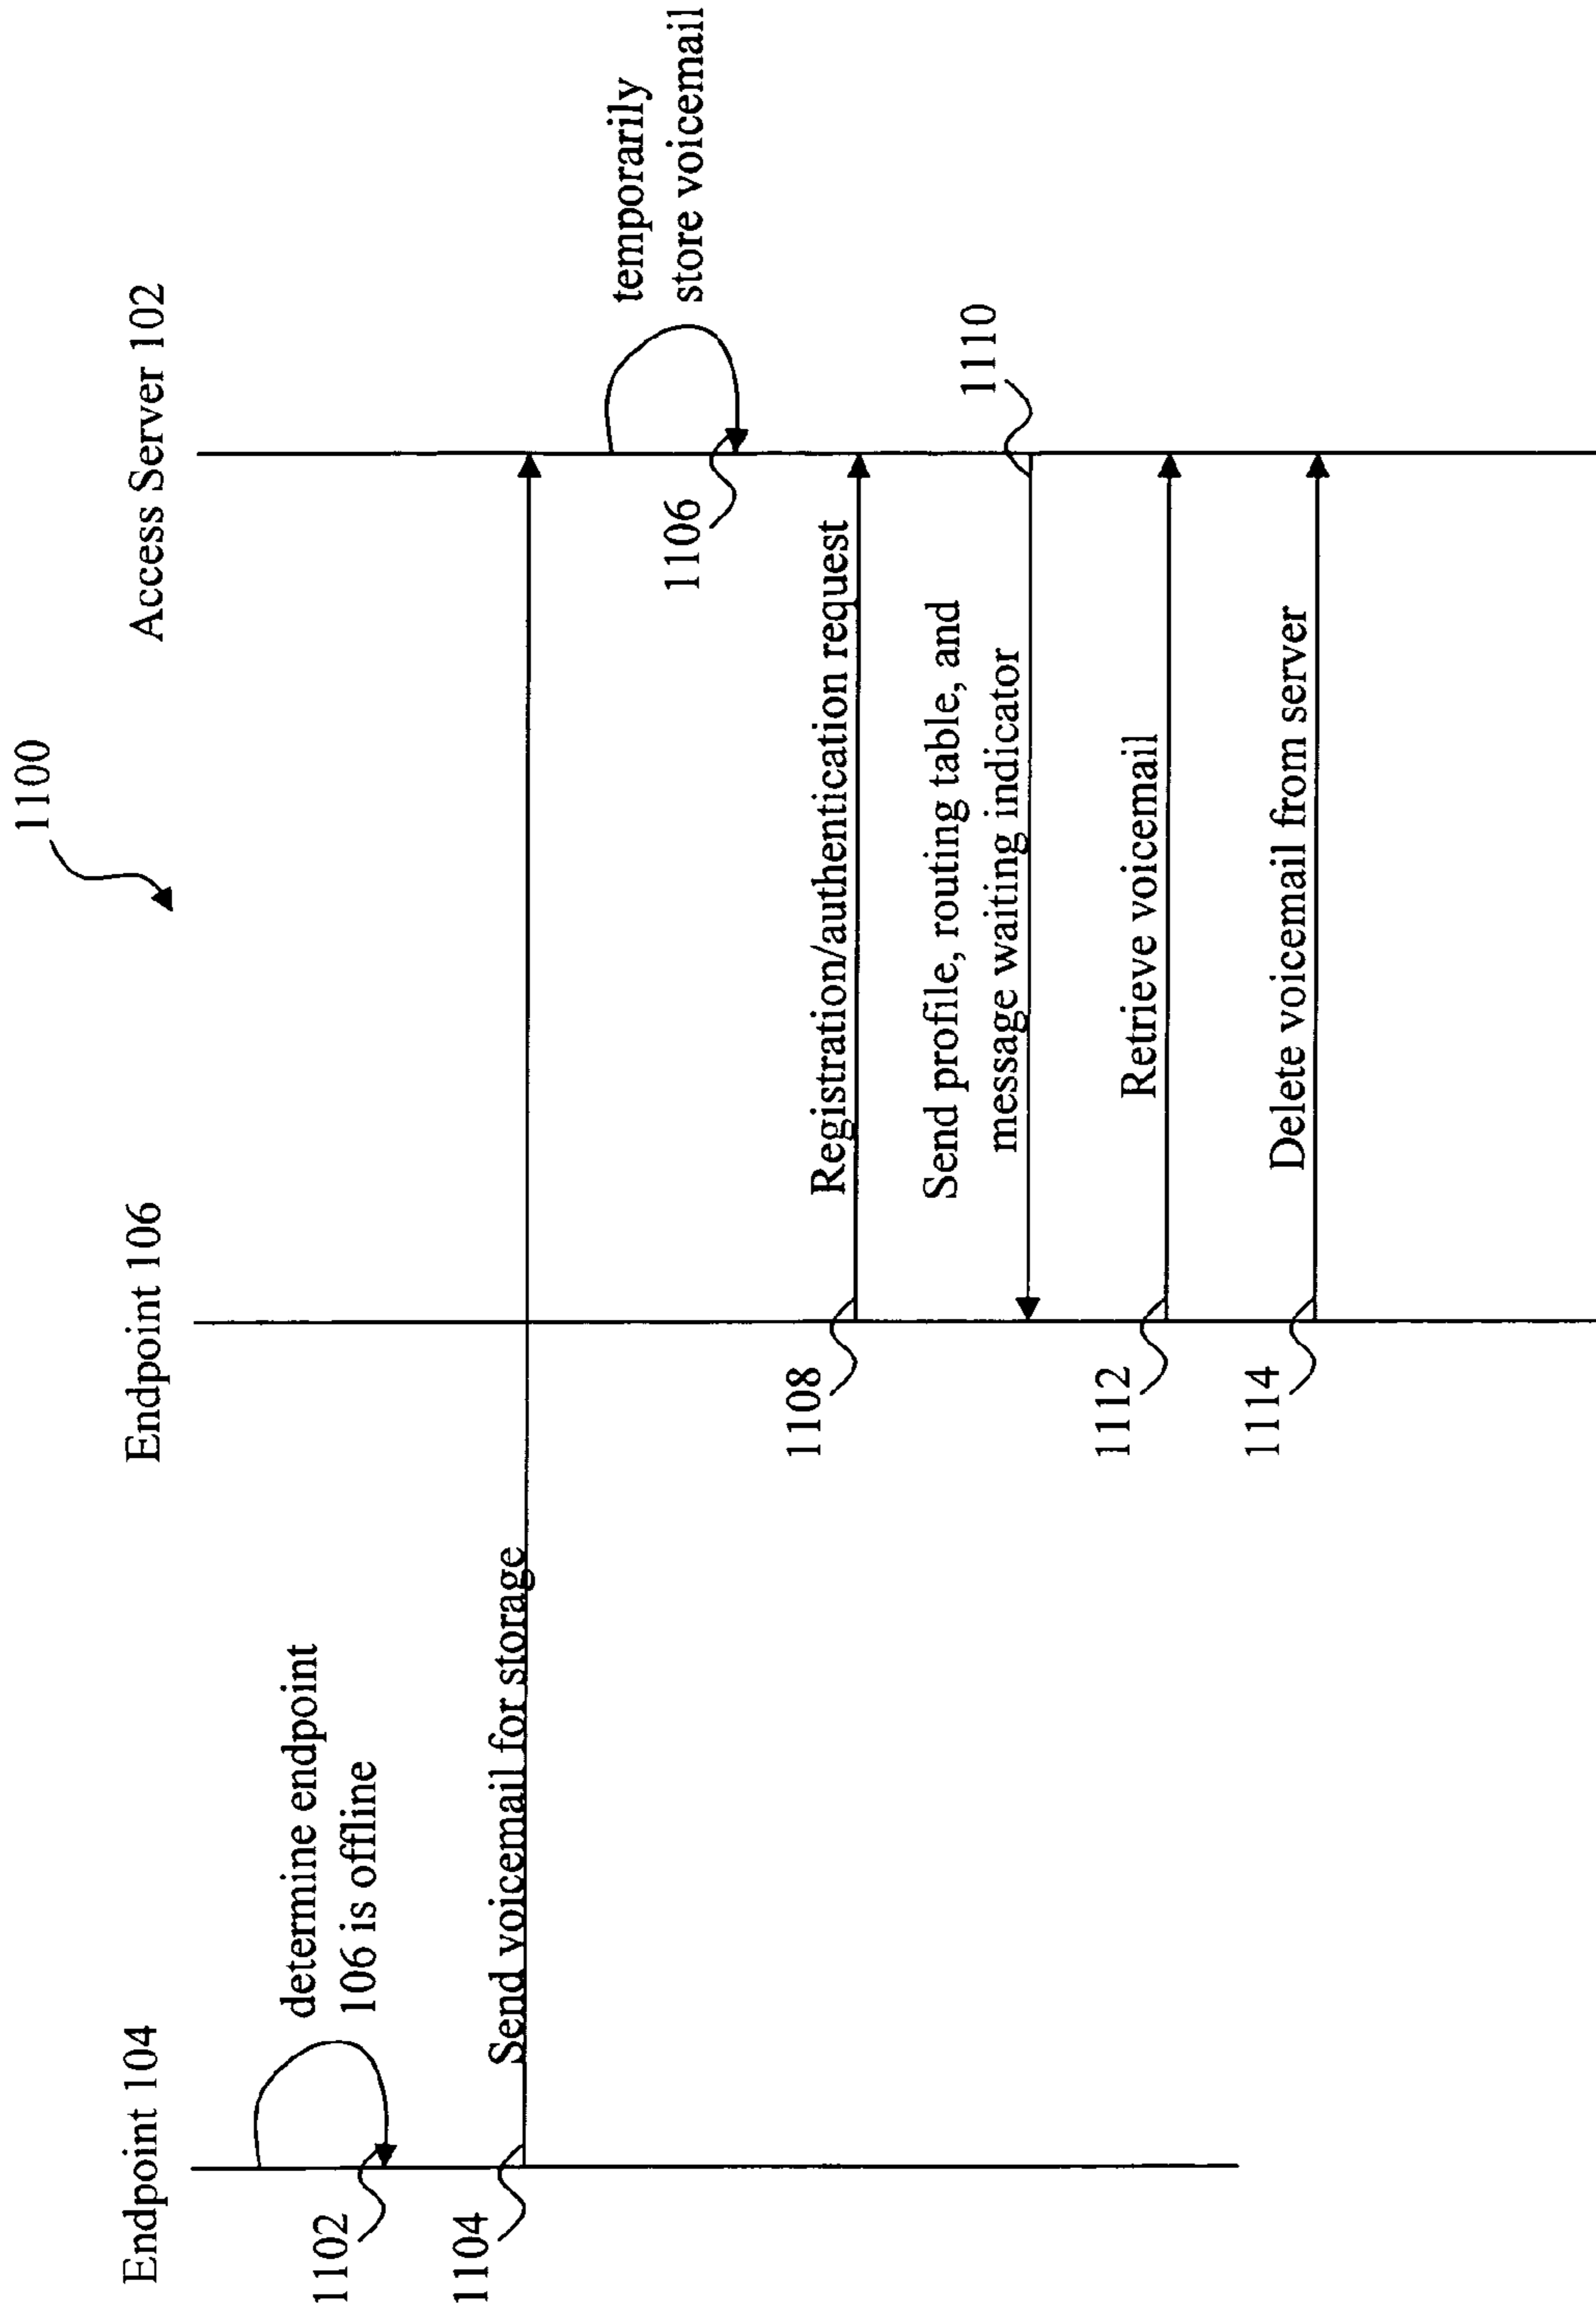 1100
Endpoint 104
Endpoint 106
Access Server 102
determine endpoint
106 is offline
1102
Send voicemail for storage
1104
temporarily
store voicemail
1106
Registration/authentication request
1108
Send profile, routing table, and
message waiting indicator
1110
Retrieve voicemail
1112
Delete voicemail from server
1114